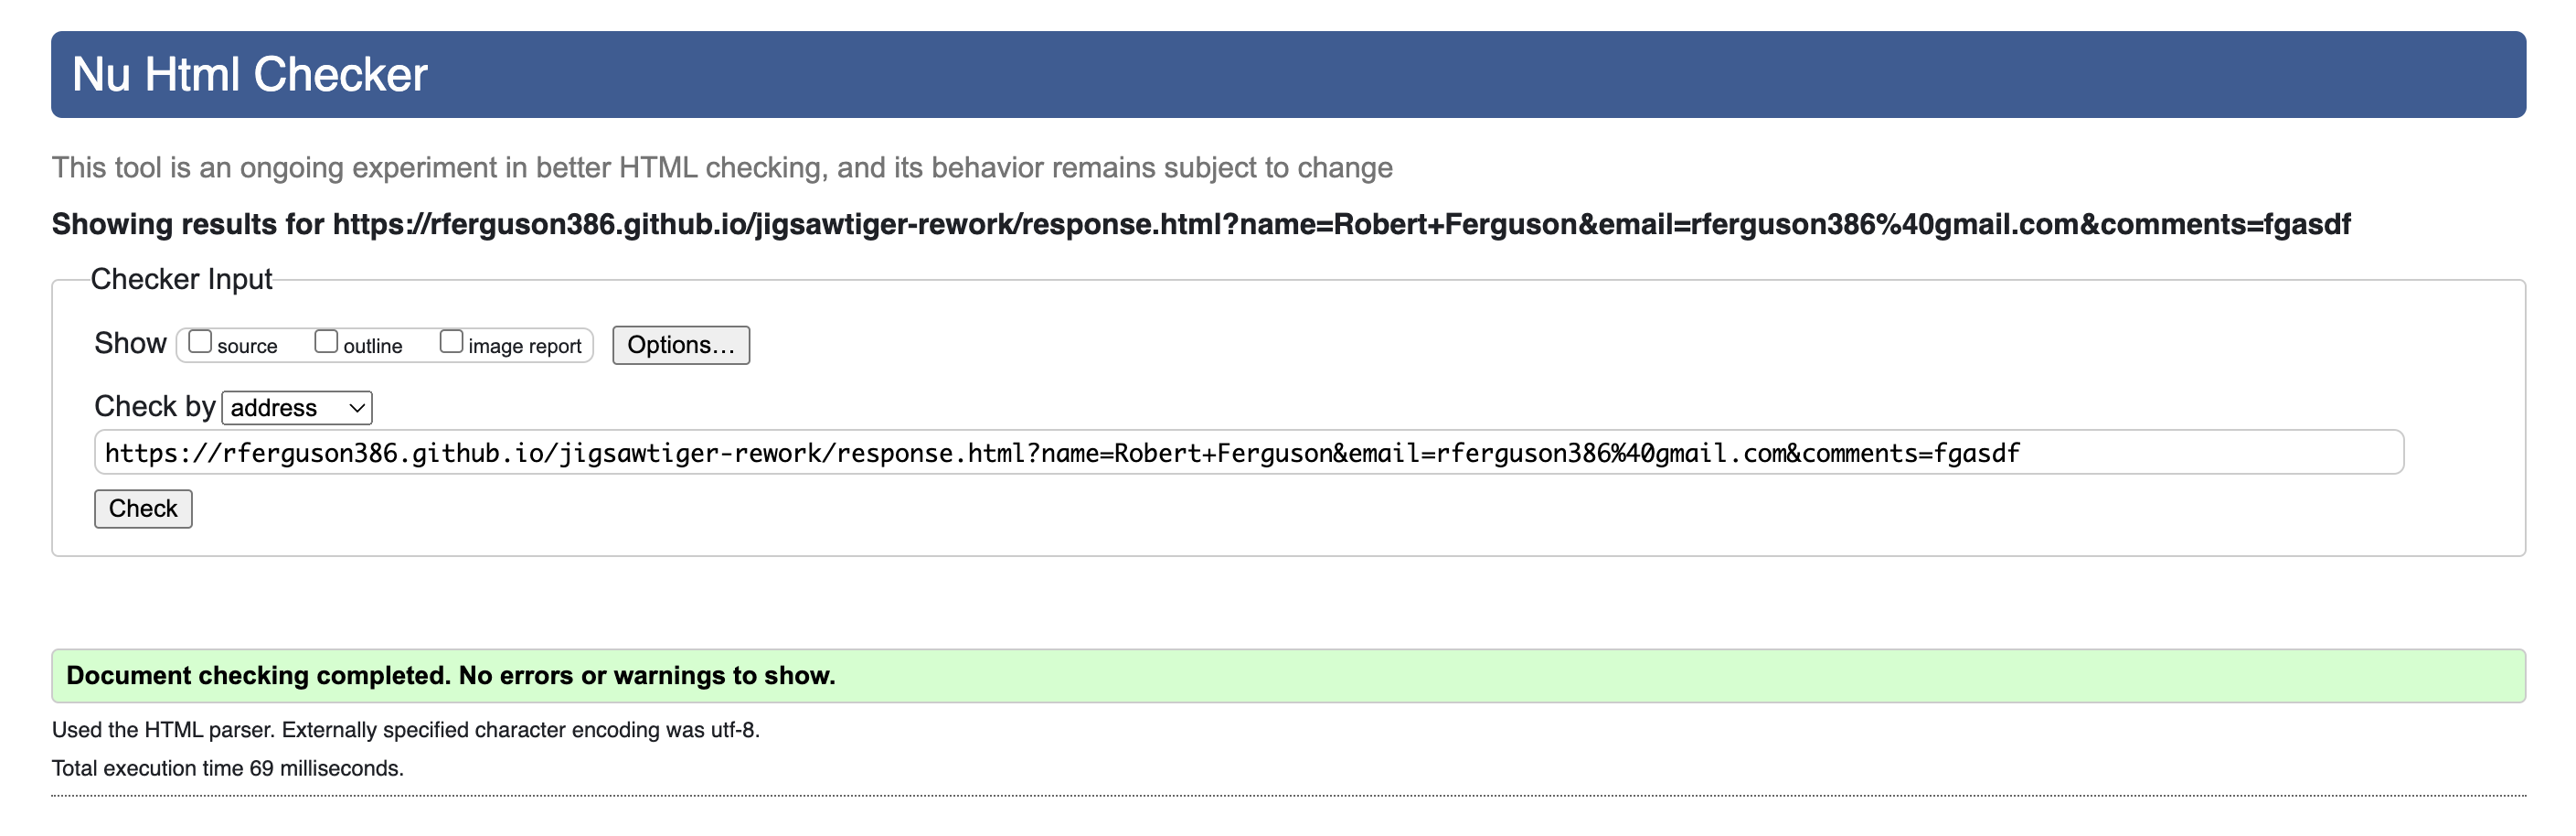 Nu Html Checker
This tool is an ongoing experiment in better HTML checking, and its behavior remains subject to change
Showing results for https://rferguson386.github.io/jigsawtiger-rework/response.html?name=Robert+Ferguson&email=rferguson386%40gmail.com&comments=fgasdf
Checker Input
Show source outline image report Options...
Check by address
https://rferguson386.github.io/jigsawtiger-rework/response.html?name=Robert+Ferguson&email=rferguson386%40gmail.com&comments=fgasdf
Check
Document checking completed. No errors or warnings to show.
Used the HTML parser. Externally specified character encoding was utf-8.
Total execution time 69 milliseconds.